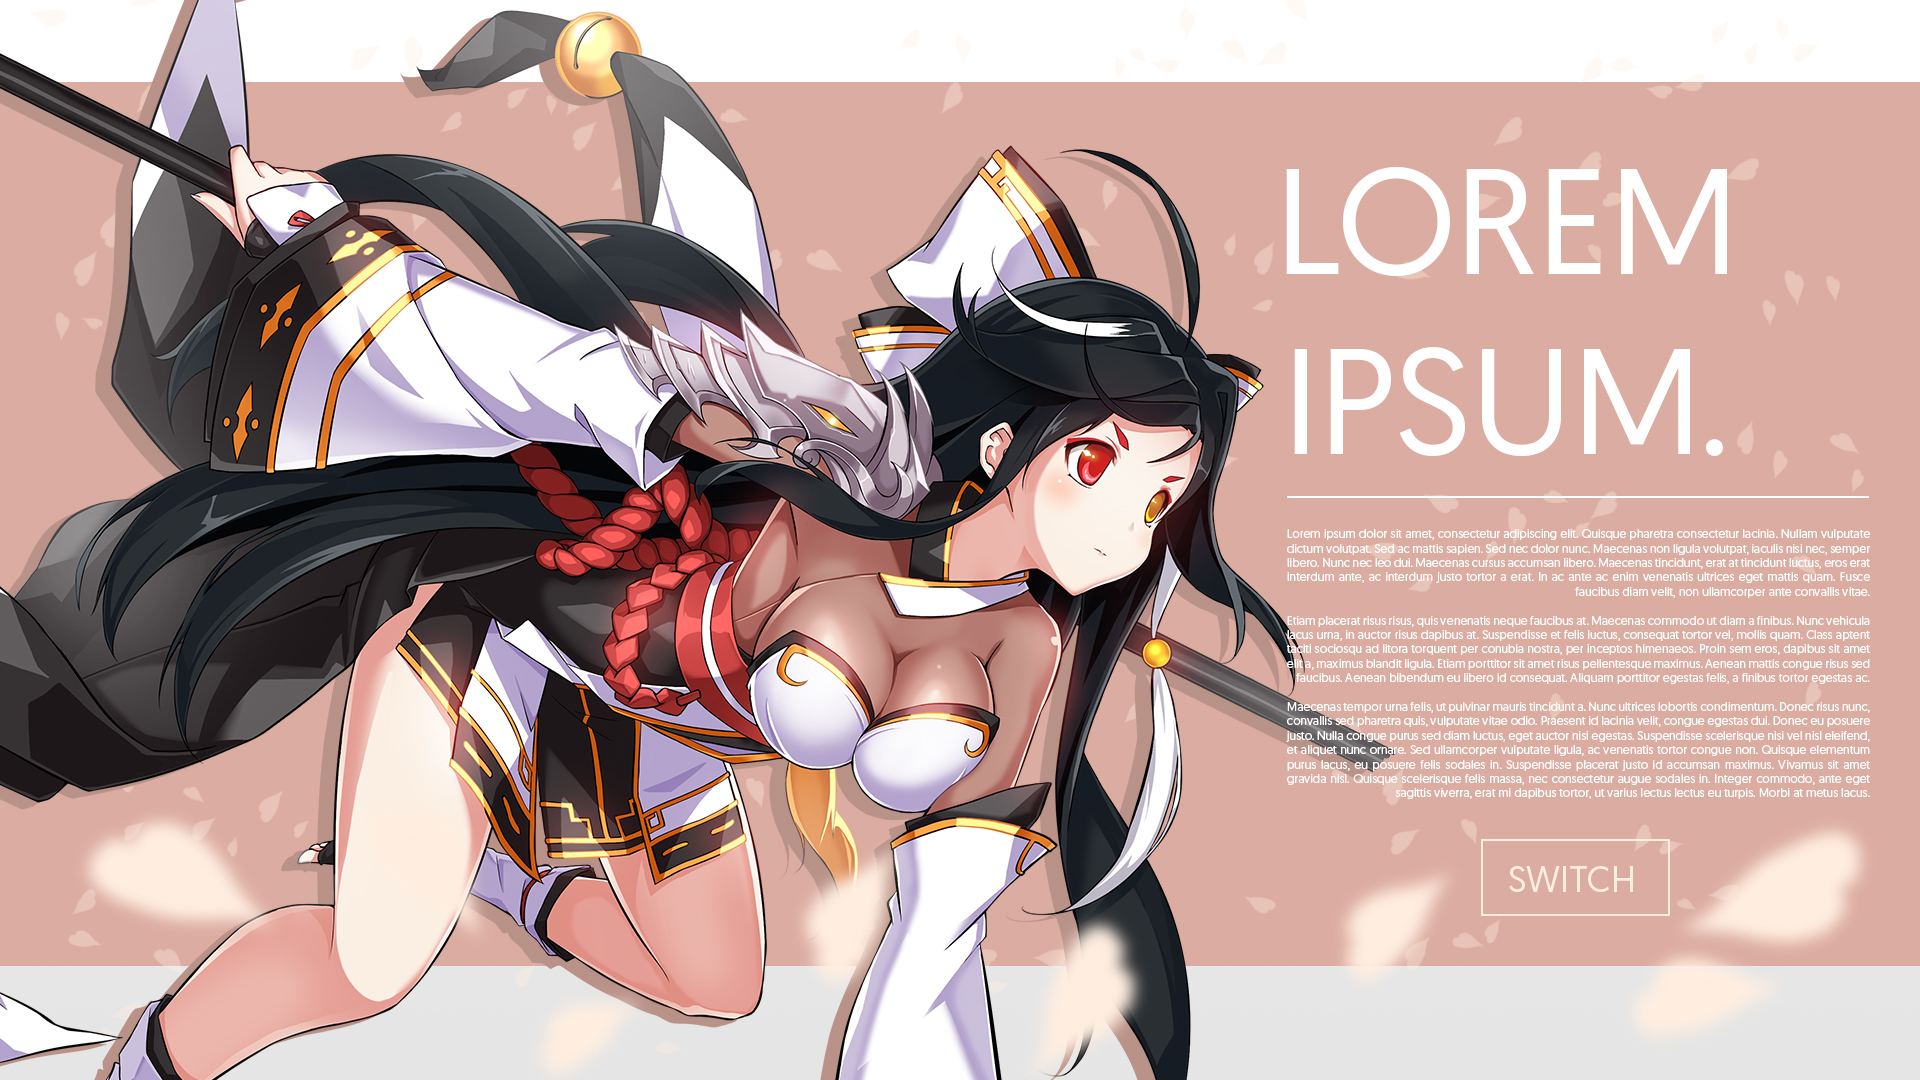 LOREM
IPSUM.
Lorem ipsum dolor sit amet, consectetur adipiscing elit. Quisque pharetra consectetur lacinia. Nullam vulputate
dictum volutpat. Sed ac mattis sapien. Sed nec dolor nunc. Maecenas non ligula volutpat, iaculis nisi nec, semper
libero. Nunc nec leo dui. Maecenas cursus accumsan libero. Maecenas tincidunt, erat at tincidunt luctus, eros erat
interdum ante, ac interdum justo tortor a erat. In ac ante ac enim venenatis ultrices eget mattis quam. Fusce
faucibus diam velit, non ullamcorper ante convallis vitae.
Etiam placerat risus risus, quis venenatis neque faucibus at. Maecenas commodo ut diam a finibus. Nunc vehicula
lacus urna, in auctor risus dapibus at. Suspendisse et felis luctus, consequat tortor vel, mollis quam. Class aptent
taciti sociosqu ad litora torquent per conubia nostra, per inceptos himenaeos. Proin sem eros, dapibus sit amet
elit a, maximus blandit ligula. Etiam porttitor sit amet risus pellentesque maximus. Aenean mattis congue risus sed
faucibus. Aenean bibendum eu libero id consequat. Aliquam porttitor egestas felis, a finibus tortor egestas ac.
Maecenas tempor urna felis, ut pulvinar mauris tincidunt a. Nunc ultrices lobortis condimentum. Donec risus nunc,
convallis sed pharetra quis, vulputate vitae odio. Praesent id lacinia velit, congue egestas dui. Donec eu posuere
justo. Nulla congue purus sed diam luctus, eget auctor nisi egestas. Suspendisse scelerisque nisi vel nisl eleifend,
et aliquet nunc ornare. Sed ullamcorper vulputate ligula, ac venenatis tortor congue non. Quisque elementum
purus lacus, eu posuere felis sodales in. Suspendisse placerat justo id accumsan maximus. Vivamus sit amet
gravida nisl. Quisque scelerisque felis massa, nec consectetur augue sodales in. Integer commodo, ante eget
sagittis viverra, erat mi dapibus tortor, ut varius lectus lectus eu turpis. Morbi at metus lacus.
SWITCH